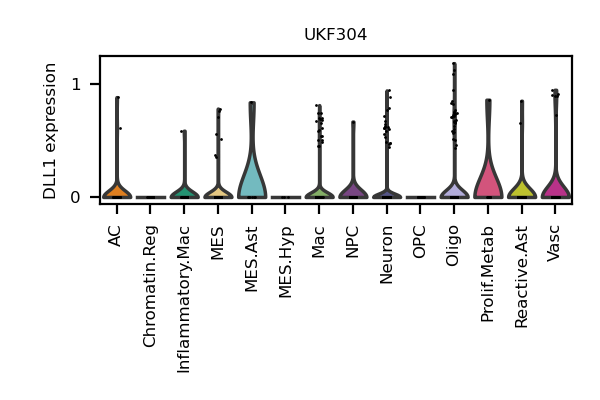 UKF304
DLL1 expression
1
0
AC
Chromatin.Reg
Inflammatory.Mac
MES
MES.Ast
MES.Hyp
Mac
NPC
Neuron
OPC
Oligo
Prolif.Metab
Reactive.Ast
Vasc